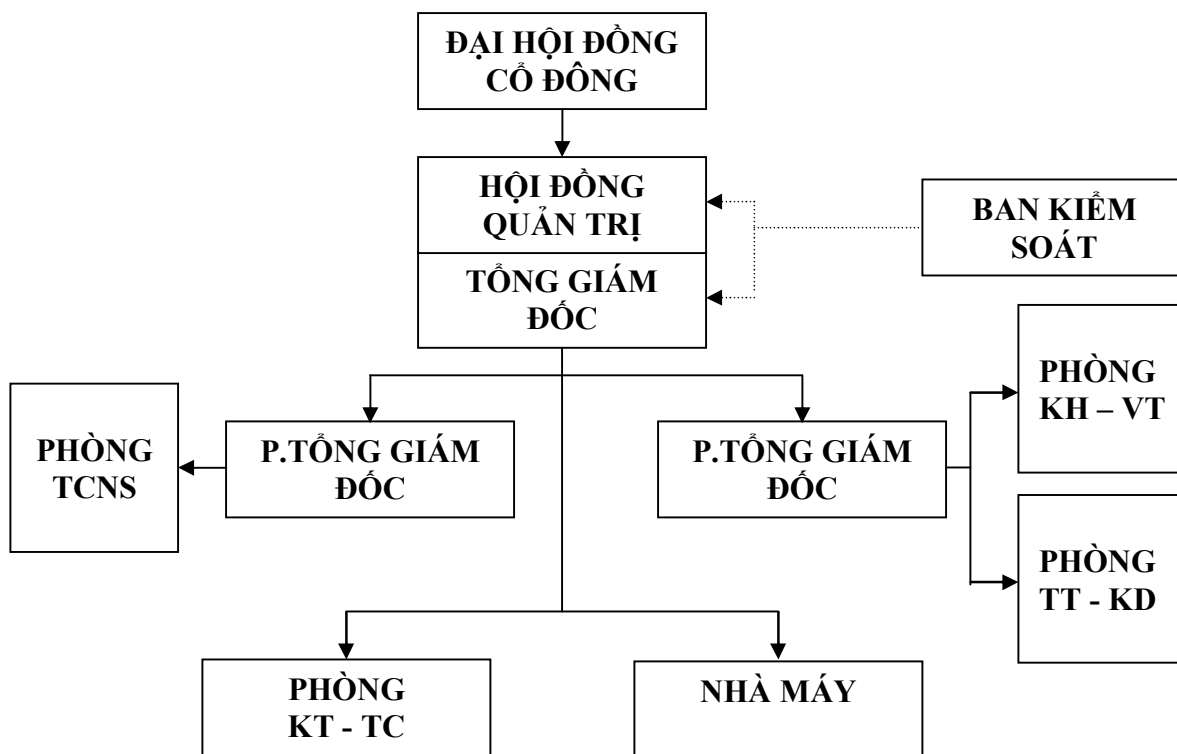 ĐẠI HỘI ĐỒNG
CỔ ĐÔNG
HỘI ĐỒNG
QUẢN TRỊ
BAN KIỂM
SOÁT
TỔNG GIÁM
ĐỐC
PHÒNG
KH – VT
PHÒNG
TCNS
P.TỔNG GIÁM
ĐỐC
P.TỔNG GIÁM
ĐỐC
PHÒNG
TT - KD
PHÒNG
KT - TC
NHÀ MÁY